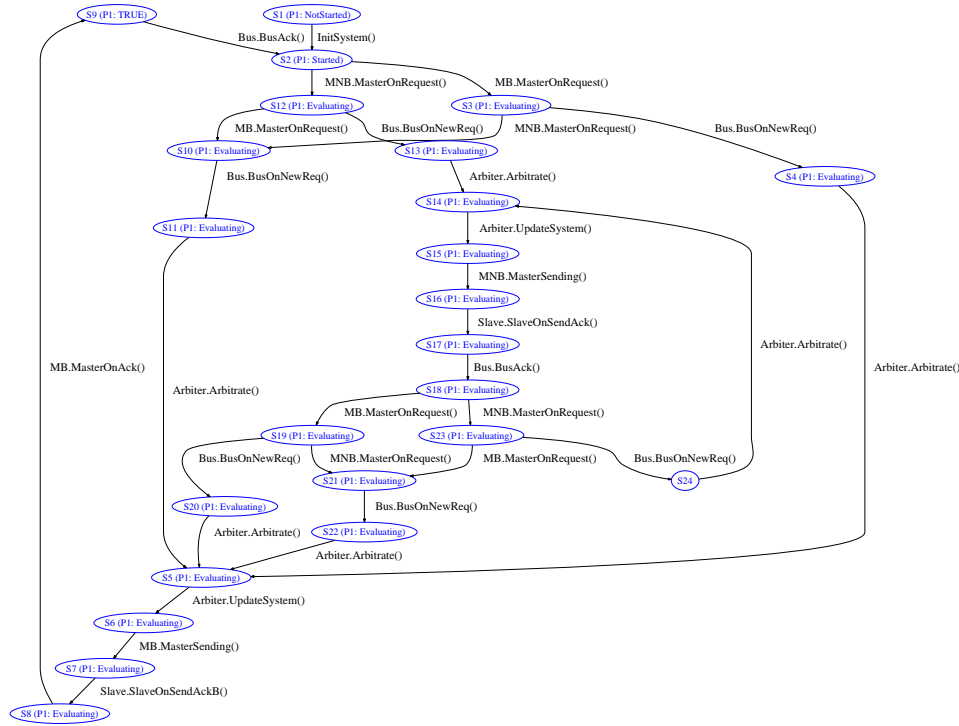 S9 (P1: TRUE)
S1 (P1: NotStarted)
Bus.BusAck()
InitSystem()
S2 (P1: Started)
MNB.MasterOnRequest()
MB.MasterOnRequest()
S12 (P1: Evaluating)
S3 (P1: Evaluating)
MB.MasterOnRequest()
Bus.BusOnNewReq()
MNB.MasterOnRequest()
Bus.BusOnNewReq()
S10 (P1: Evaluating)
S13 (P1: Evaluating)
Bus.BusOnNewReq()
Arbiter.Arbitrate()
S4 (P1: Evaluating)
S14 (P1: Evaluating)
S11 (P1: Evaluating)
Arbiter.UpdateSystem()
S15 (P1: Evaluating)
MNB.MasterSending()
S16 (P1: Evaluating)
Slave.SlaveOnSendAck()
S17 (P1: Evaluating)
Arbiter.Arbitrate()
MB.MasterOnAck()
Bus.BusAck()
Arbiter.Arbitrate()
Arbiter.Arbitrate()
S18 (P1: Evaluating)
MB.MasterOnRequest()
MNB.MasterOnRequest()
S19 (P1: Evaluating)
S23 (P1: Evaluating)
Bus.BusOnNewReq()
MNB.MasterOnRequest()
MB.MasterOnRequest()
Bus.BusOnNewReq()
S21 (P1: Evaluating)
S24
S20 (P1: Evaluating)
Bus.BusOnNewReq()
Arbiter.Arbitrate()
S22 (P1: Evaluating)
Arbiter.Arbitrate()
S5 (P1: Evaluating)
Arbiter.UpdateSystem()
S6 (P1: Evaluating)
MB.MasterSending()
S7 (P1: Evaluating)
Slave.SlaveOnSendAckB()
S8 (P1: Evaluating)